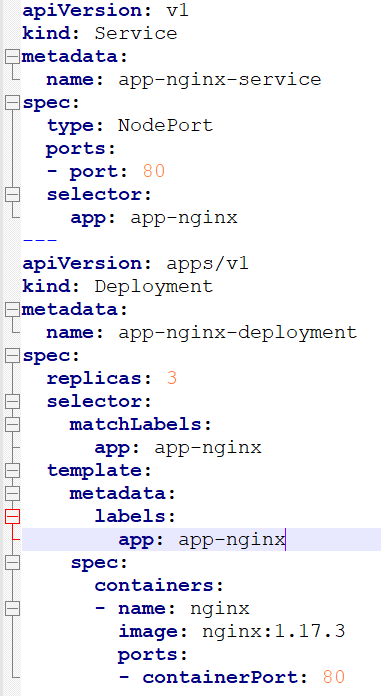 apiVersion: v1
kind: Service
metadata:
  name: app-nginx-service
spec:
  type: NodePort
  ports:
  - port: 80
  selector:
    app: app-nginx
---
apiVersion: apps/v1
kind: Deployment
metadata:
  name: app-nginx-deployment
spec:
  replicas: 3
  selector:
    matchLabels:
      app: app-nginx
  template:
    metadata:
      labels:
        app: app-nginx
    spec:
      containers:
      - name: nginx
        image: nginx:1.17.3
        ports:
        - containerPort: 80